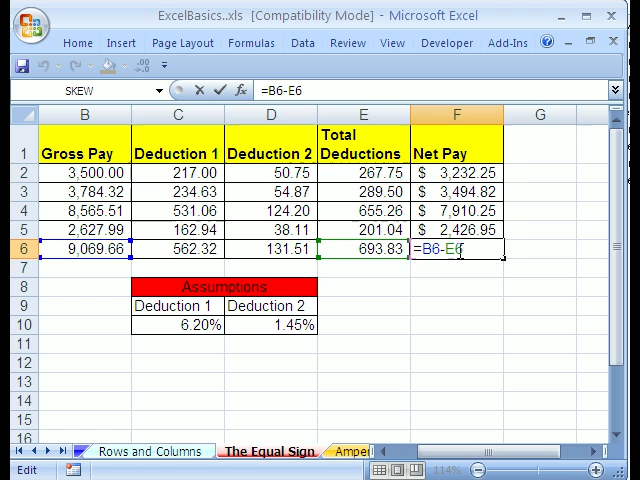 ExcelBasics..xls [Compatibility Mode] - Microsoft Excel
Home Insert Page Layout Formulas Data Review View Developer Add-Ins
SKEW =B6-E6
B C D E F G
1 Gross Pay Deduction 1 Deduction 2 Total Deductions Net Pay
2 3,500.00 217.00 50.75 267.75 $ 3,232.25
3 3,784.32 234.63 54.87 289.50 $ 3,494.82
4 8,565.51 531.06 124.20 655.26 $ 7,910.25
5 2,627.99 162.94 38.11 201.04 $ 2,426.95
6 9,069.66 562.32 131.51 693.83 =B6-E6
7
8 Assumptions
9 Deduction 1 Deduction 2
10 6.20% 1.45%
11
12
13
14
15
16
Rows and Columns The Equal Sign Amper
Edit 114%